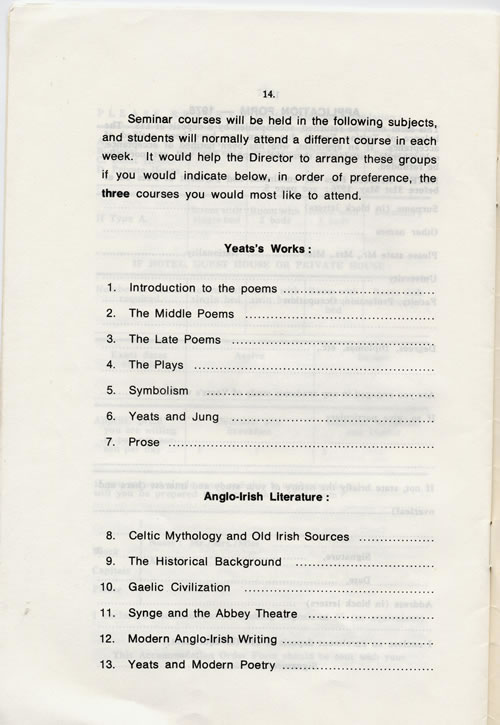 14.
Seminar courses will be held in the following subjects,
and students will normally attend a different course in each
week. It would help the Director to arrange these groups
if you would indicate below, in order of preference, the
three courses you would most like to attend.
Yeats's Works :
1. Introduction to the poems ........................................
2. The Middle Poems ..................................................
3. The Late Poems ........................................................
4. The Plays ................................................................
5. Symbolism ...............................................................
6. Yeats and Jung .....................................................
7. Prose ......................................................................
Anglo-Irish Literature :
8. Celtic Mythology and Old Irish Sources ....................
9. The Historical Background .....................................
10. Gaelic Civilization ..................................................
11. Synge and the Abbey Theatre .................................
12. Modern Anglo-Irish Writing ........................................
13. Yeats and Modern Poetry ........................................